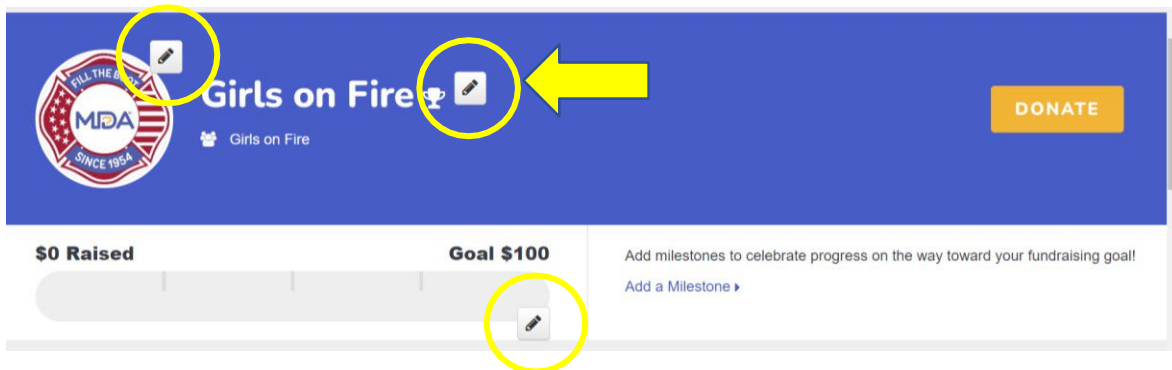 FILL THE BOOT
MDA
SINCE 1954
Girls on Fire
Girls on Fire
DONATE
$0 Raised
Goal $100
Add milestones to celebrate progress on the way toward your fundraising goal!
Add a Milestone